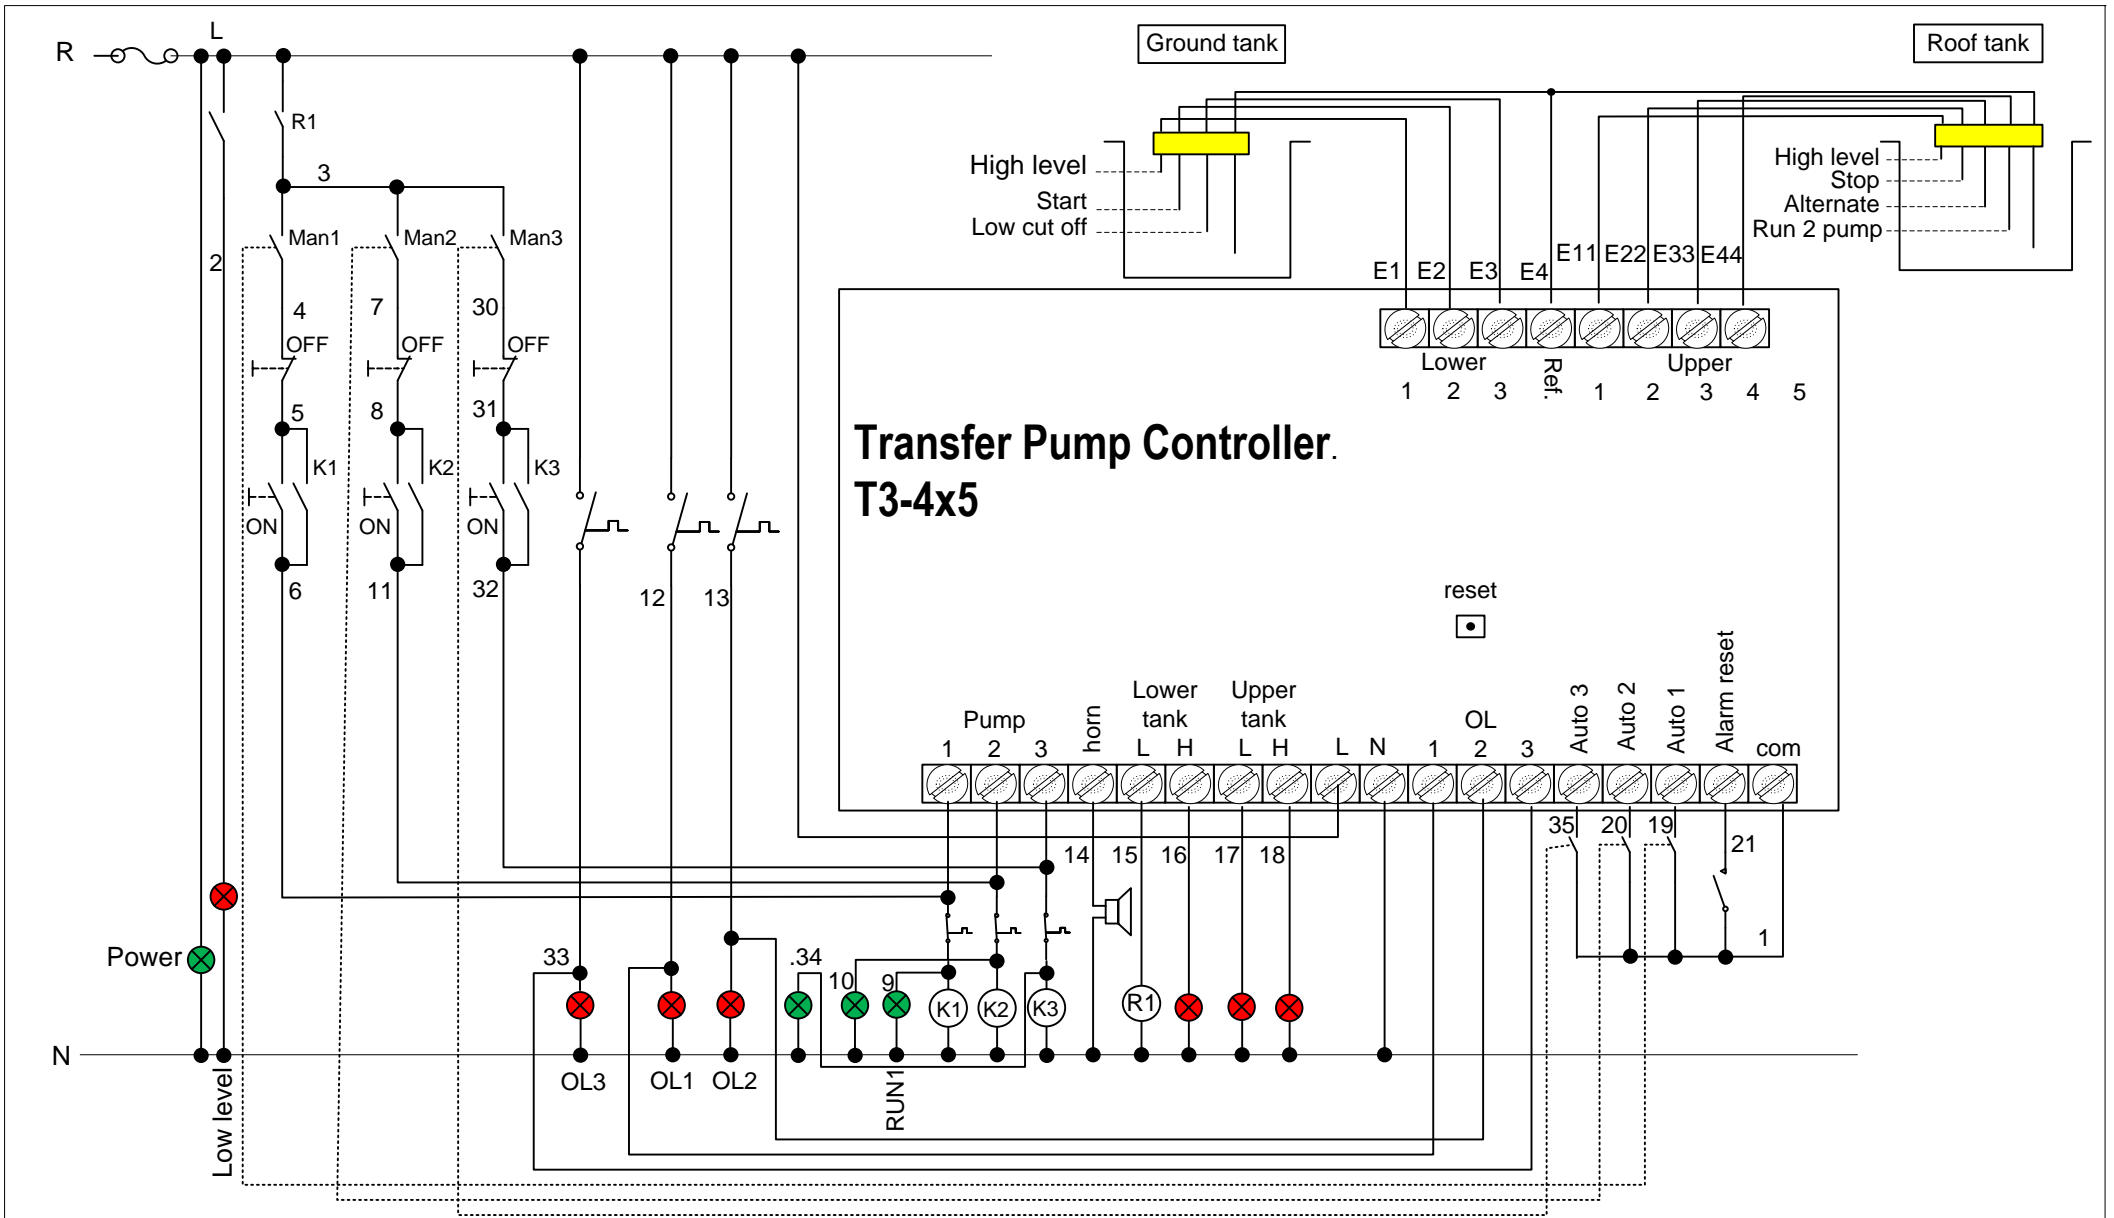 L
R
Ground tank
Roof tank
R1
3
High level
Start
Low cut off
High level
Stop
Alternate
Run 2 pump
Man1
Man2
Man3
2
E1
E2
E3
E4
E11
E22
E33
E44
4
7
30
OFF
OFF
OFF
Lower
Ref.
Upper
1
2
3
1
2
3
4
5
5
8
31
Transfer Pump Controller.
T3-4x5
K1
K2
K3
ON
ON
ON
6
11
32
12
13
reset
Pump
1
2
3
horn
Lower
tank
L
H
Upper
tank
L
H
L
N
OL
1
2
3
Auto 3
Auto 2
Auto 1
Alarm reset
com
14
15
16
17
18
35
20
19
21
1
Power
33
.34
10
9
K1
K2
K3
R1
N
Low level
OL3
OL1
OL2
RUN1